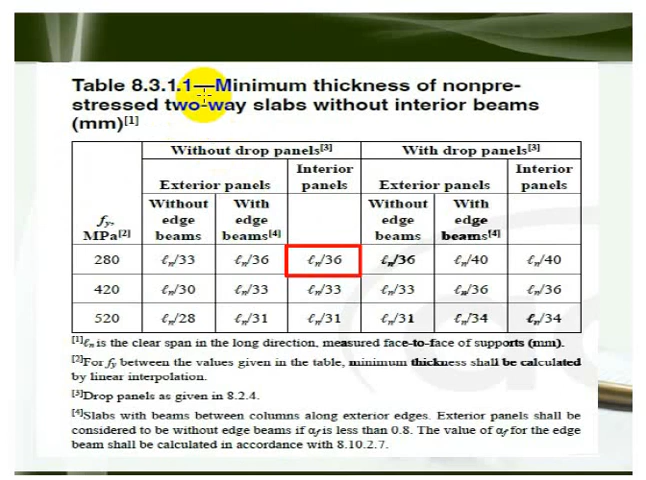 Table 8.3.1.1—Minimum thickness of nonpre-
stressed two-way slabs without interior beams
(mm)[1]
Without drop panels[3] With drop panels[3]
Exterior panels Interior panels Exterior panels Interior panels
fy, MPa[2] Without edge beams With edge beams[4] Without edge beams With edge beams[4]
280 ℓn/33 ℓn/36 ℓn/36 ℓn/36 ℓn/40 ℓn/40
420 ℓn/30 ℓn/33 ℓn/33 ℓn/33 ℓn/36 ℓn/36
520 ℓn/28 ℓn/31 ℓn/31 ℓn/31 ℓn/34 ℓn/34
[1]ℓn is the clear span in the long direction, measured face-to-face of supports (mm).
[2]For fy between the values given in the table, minimum thickness shall be calculated
by linear interpolation.
[3]Drop panels as given in 8.2.4.
[4]Slabs with beams between columns along exterior edges. Exterior panels shall be
considered to be without edge beams if αf is less than 0.8. The value of αf for the edge
beam shall be calculated in accordance with 8.10.2.7.